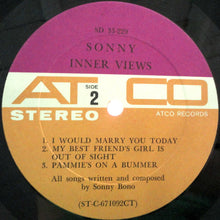 SD 33-229
SONNY
INNER VIEWS
ATCO
SIDE
2
STEREO
ATCO RECORDS
1. I WOULD MARRY YOU TODAY
2. MY BEST FRIEND'S GIRL IS
OUT OF SIGHT
3. PAMMIE'S ON A BUMMER
All songs written and composed
by Sonny Bono
(ST-C-671092CT)